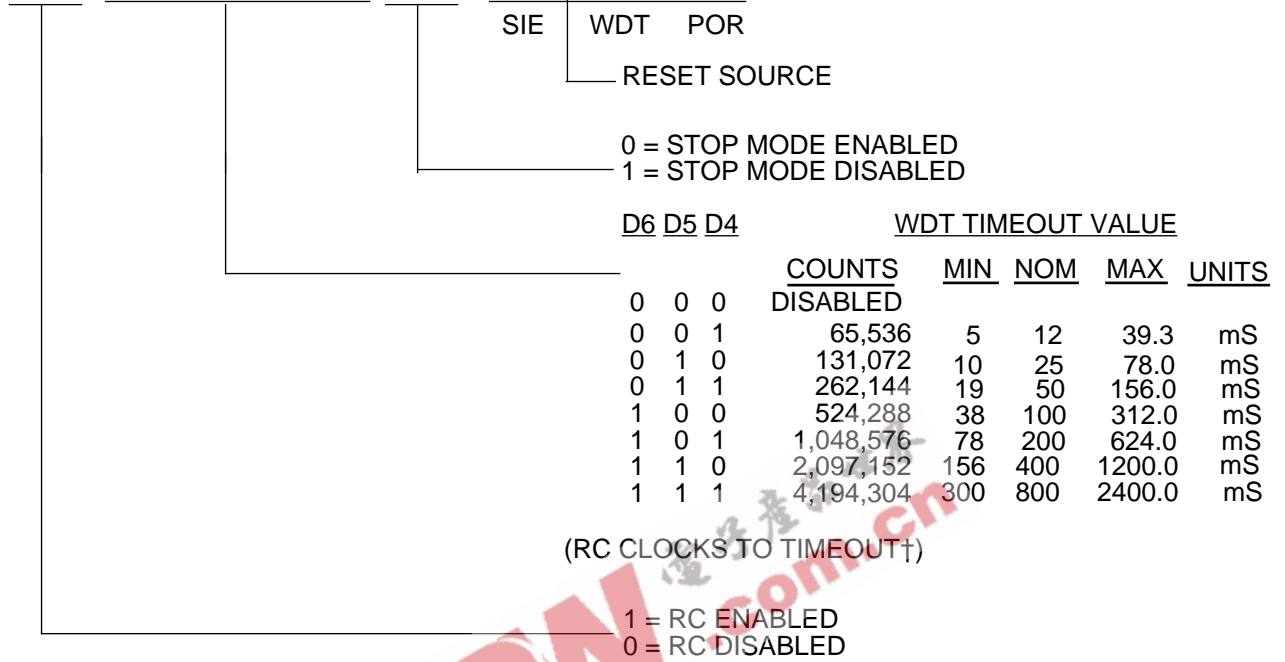 SIE WDT POR
RESET SOURCE
0 = STOP MODE ENABLED
1 = STOP MODE DISABLED
D6 D5 D4 WDT TIMEOUT VALUE
COUNTS MIN NOM MAX UNITS
0 0 0 DISABLED
0 0 1 65,536 5 12 39.3 mS
0 1 0 131,072 10 25 78.0 mS
0 1 1 262,144 19 50 156.0 mS
1 0 0 524,288 38 100 312.0 mS
1 0 1 1,048,576 78 200 624.0 mS
1 1 0 2,097,152 156 400 1200.0 mS
1 1 1 4,194,304 300 800 2400.0 mS
(RC CLOCKS TO TIMEOUT†)
.com.cn
1 = RC ENABLED
0 = RC DISABLED